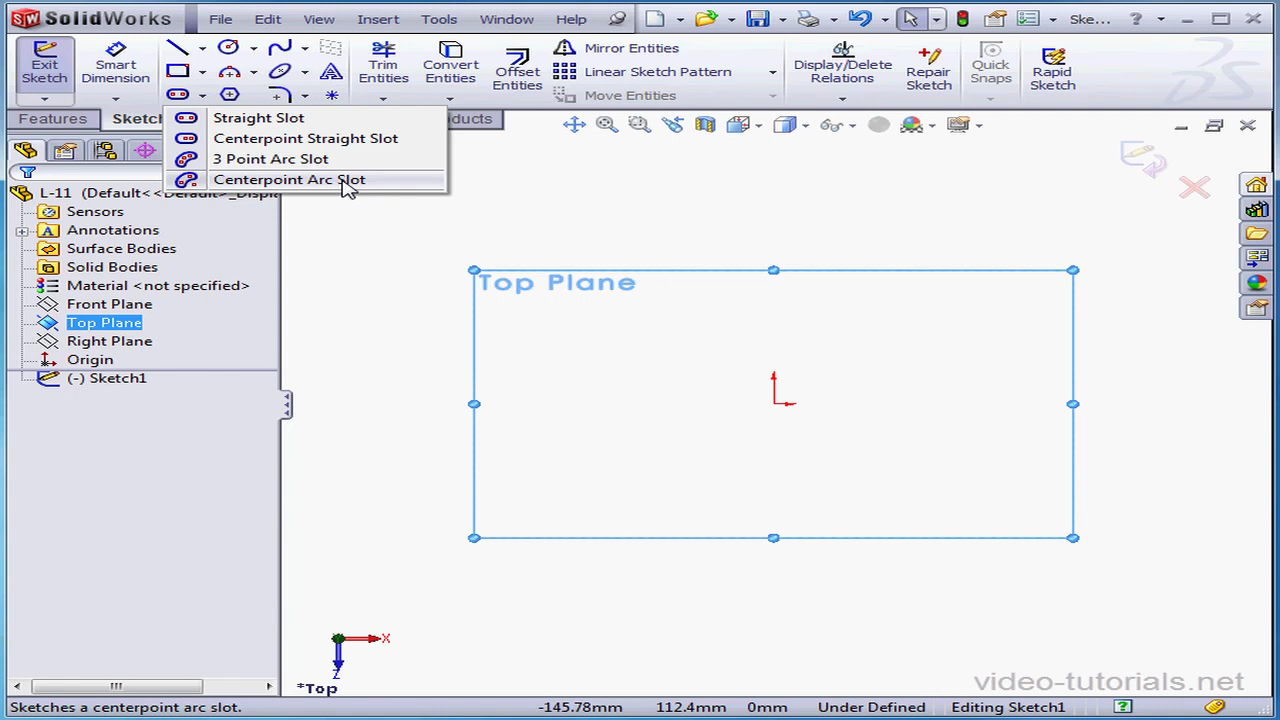 SW SolidWorks File Edit View Insert Tools Window Help Ske... ?
Exit Sketch
Smart Dimension
Trim Entities
Convert Entities
Offset Entities
Mirror Entities
Linear Sketch Pattern
Move Entities
Display/Delete Relations
Repair Sketch
Quick Snaps
Rapid Sketch
Features Sketch oducts
Straight Slot
Centerpoint Straight Slot
3 Point Arc Slot
Centerpoint Arc Slot
L-11 (Default<<Default>_Displa
Sensors
Annotations
Surface Bodies
Solid Bodies
Material <not specified>
Front Plane
Top Plane
Right Plane
Origin
(-) Sketch1
Top Plane
X
Z
*Top
video-tutorials.net
Sketches a centerpoint arc slot. -145.78mm 112.4mm 0mm Under Defined Editing Sketch1 ?